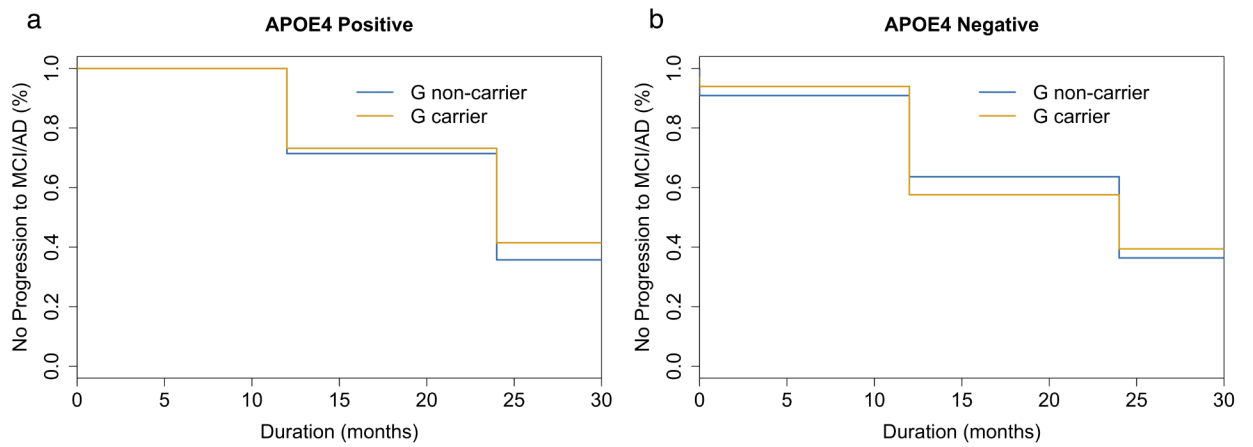 a
APOE4 Positive
No Progression to MCI/AD (%)
1.0
0.8
0.6
0.4
0.2
0.0
G non-carrier
G carrier
0 5 10 15 20 25 30
Duration (months)
b
APOE4 Negative
No Progression to MCI/AD (%)
1.0
0.8
0.6
0.4
0.2
0.0
G non-carrier
G carrier
0 5 10 15 20 25 30
Duration (months)